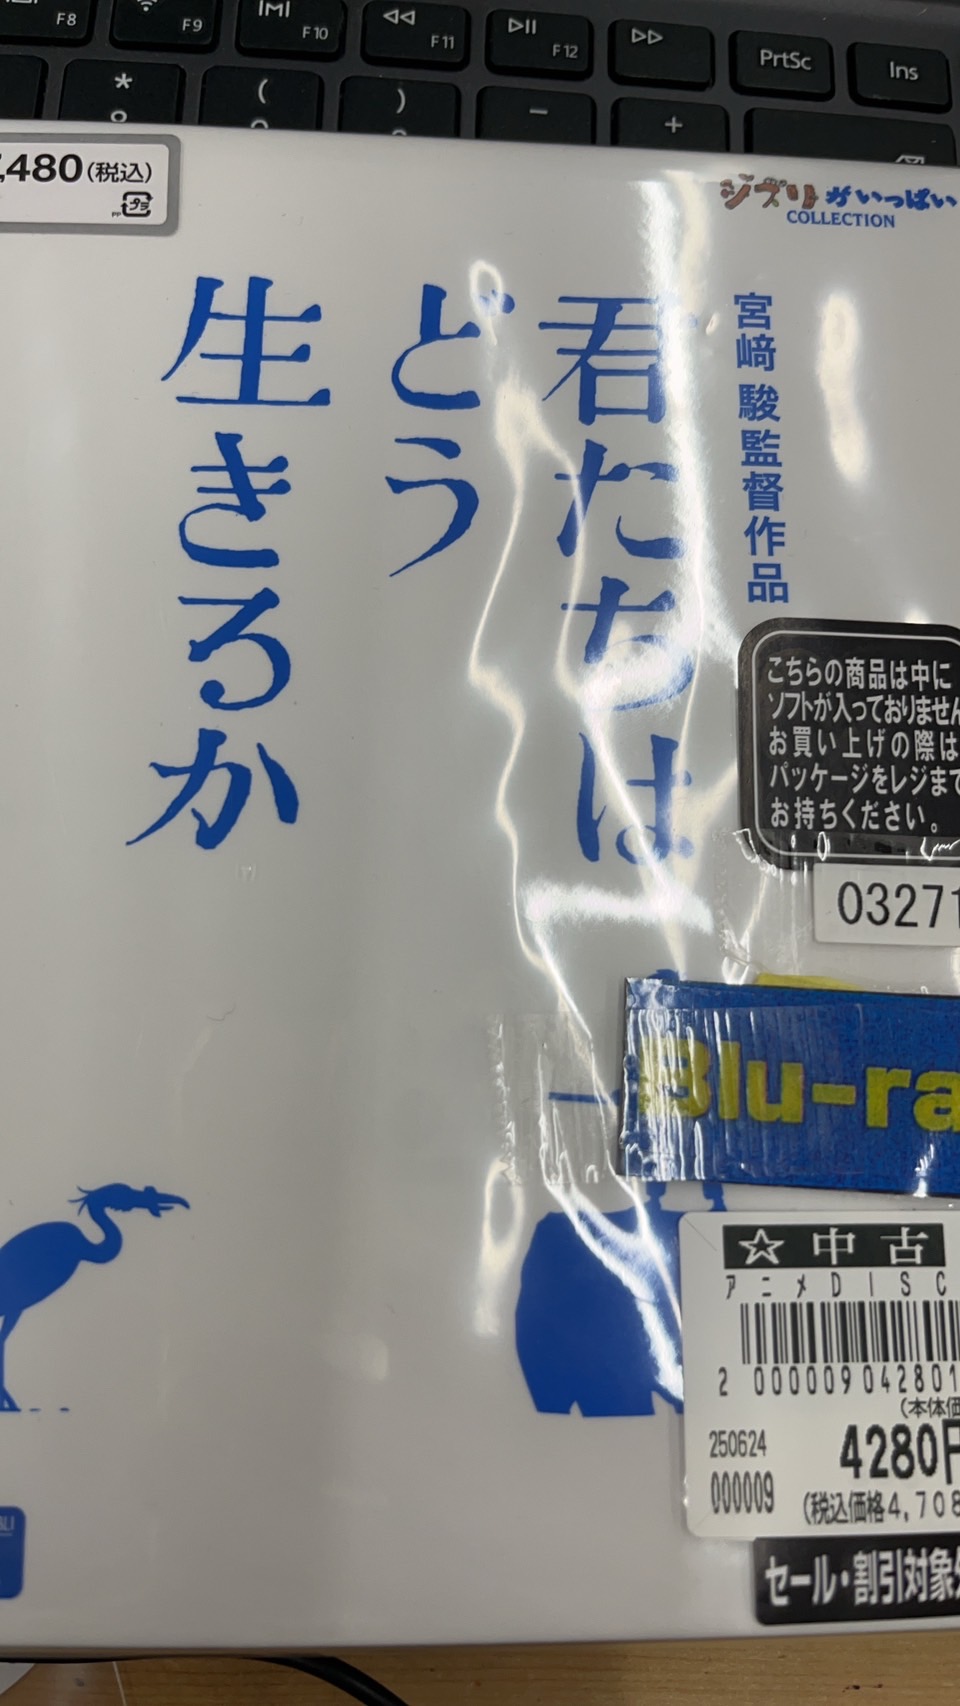 F8
F9
F10
F11
F12
PrtSc
Ins
*
(
)
-
+
,480(税込)
プラ
ジブリがいっぱい
COLLECTION
宮﨑駿監督作品
君たちは
どう
生きるか
こちらの商品は中に
ソフトが入っておりません
お買い上げの際は
パッケージをレジまで
お持ちください。
03271
Blu-ra
☆中古
アニメDISC
2 000009 042801
(本体価
250624
4280円
000009
(税込価格4,708
セール・割引対象外